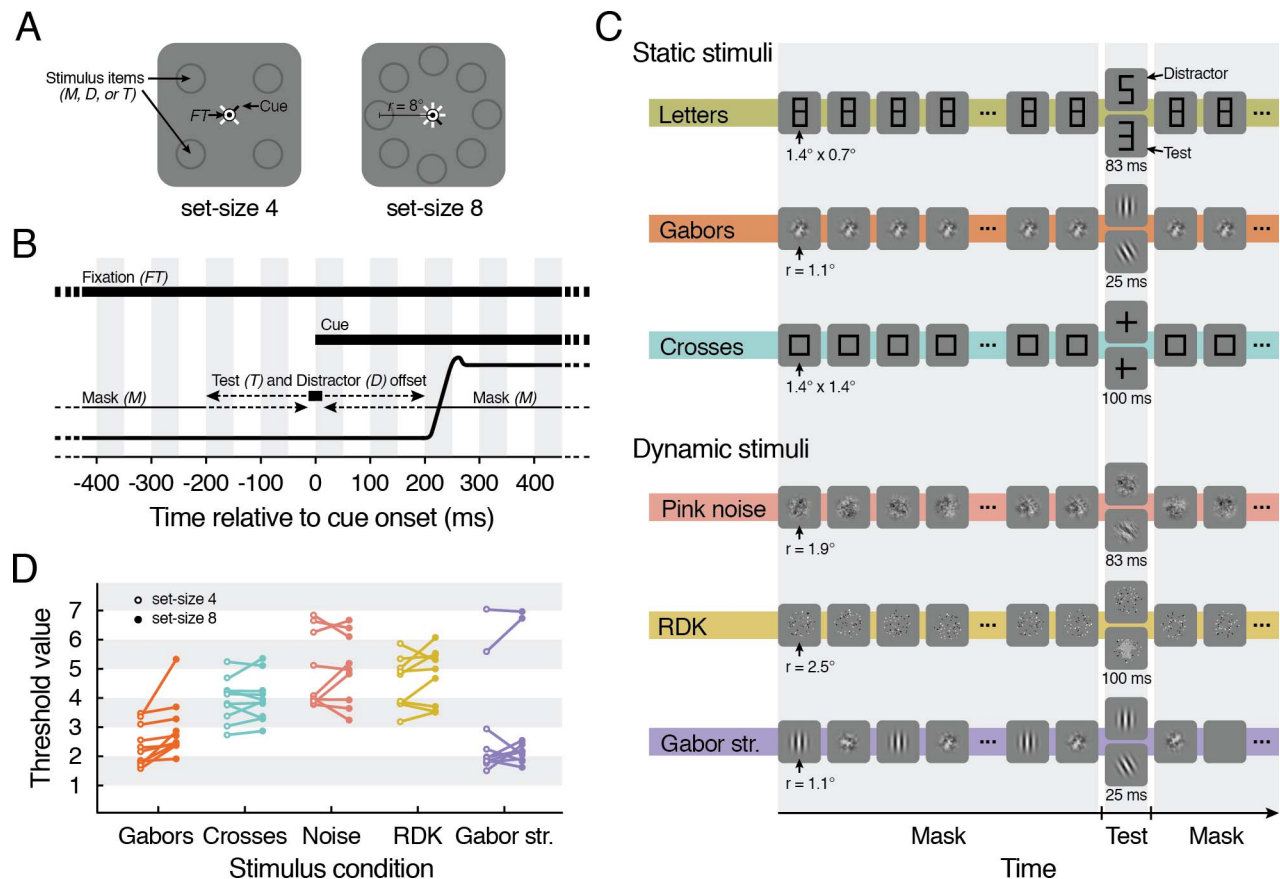 A
Stimulus items
(M, D, or T)
FT
Cue
r = 8°
set-size 4
set-size 8
B
Fixation (FT)
Cue
Test (T) and Distractor (D) offset
Mask (M)
Mask (M)
-400 -300 -200 -100 0 100 200 300 400
Time relative to cue onset (ms)
D
Threshold value
7
6
5
4
3
2
1
set-size 4
set-size 8
Gabors Crosses Noise RDK Gabor str.
Stimulus condition
C
Static stimuli
Distractor
Letters
...
...
1.4° x 0.7°
Test
83 ms
Gabors
...
...
r = 1.1°
25 ms
Crosses
...
...
1.4° x 1.4°
100 ms
Dynamic stimuli
Pink noise
...
...
r = 1.9°
83 ms
RDK
...
...
r = 2.5°
100 ms
Gabor str.
...
...
r = 1.1°
25 ms
Mask Test Mask
Time